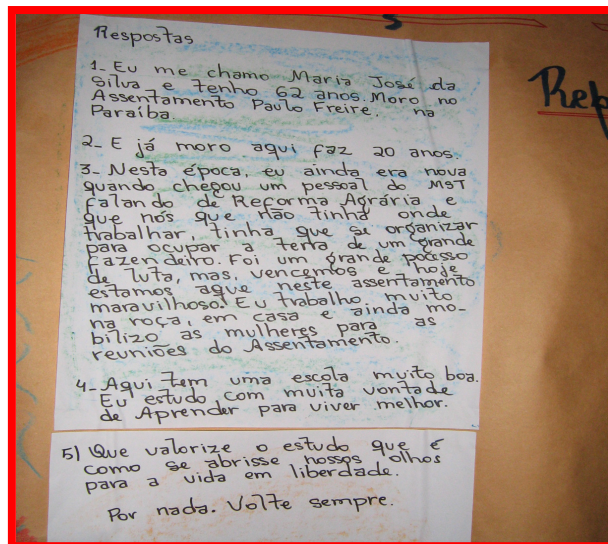 Respostas
1- Eu me chamo Maria José da
Silva e tenho 62 anos. Moro no
Assentamento Paulo Freire, na
Paraíba.
2- E já moro aqui faz 20 anos.
3- Nesta época, eu ainda era nova
quando chegou um pessoal do MST
falando de Reforma Agrária e
que nós que não tinha onde
trabalhar, tinha que se organizar
para ocupar a terra de um grande
fazendeiro. Foi um grande pocesso
de luta, mas, vencemos e hoje
estamos aque neste assentamento
maravilhoso! Eu trabalho muito
na roça, em casa e ainda mo-
bilizo as mulheres para as
reuniões do Assentamento.
4- Aqui tem uma escola muito boa.
Eu estudo com muita vontade
de Aprender para viver melhor.
5) Que valorize o estudo que é
como se abrisse nossos olhos
para a vida em liberdade.
Por nada. Volte sempre.